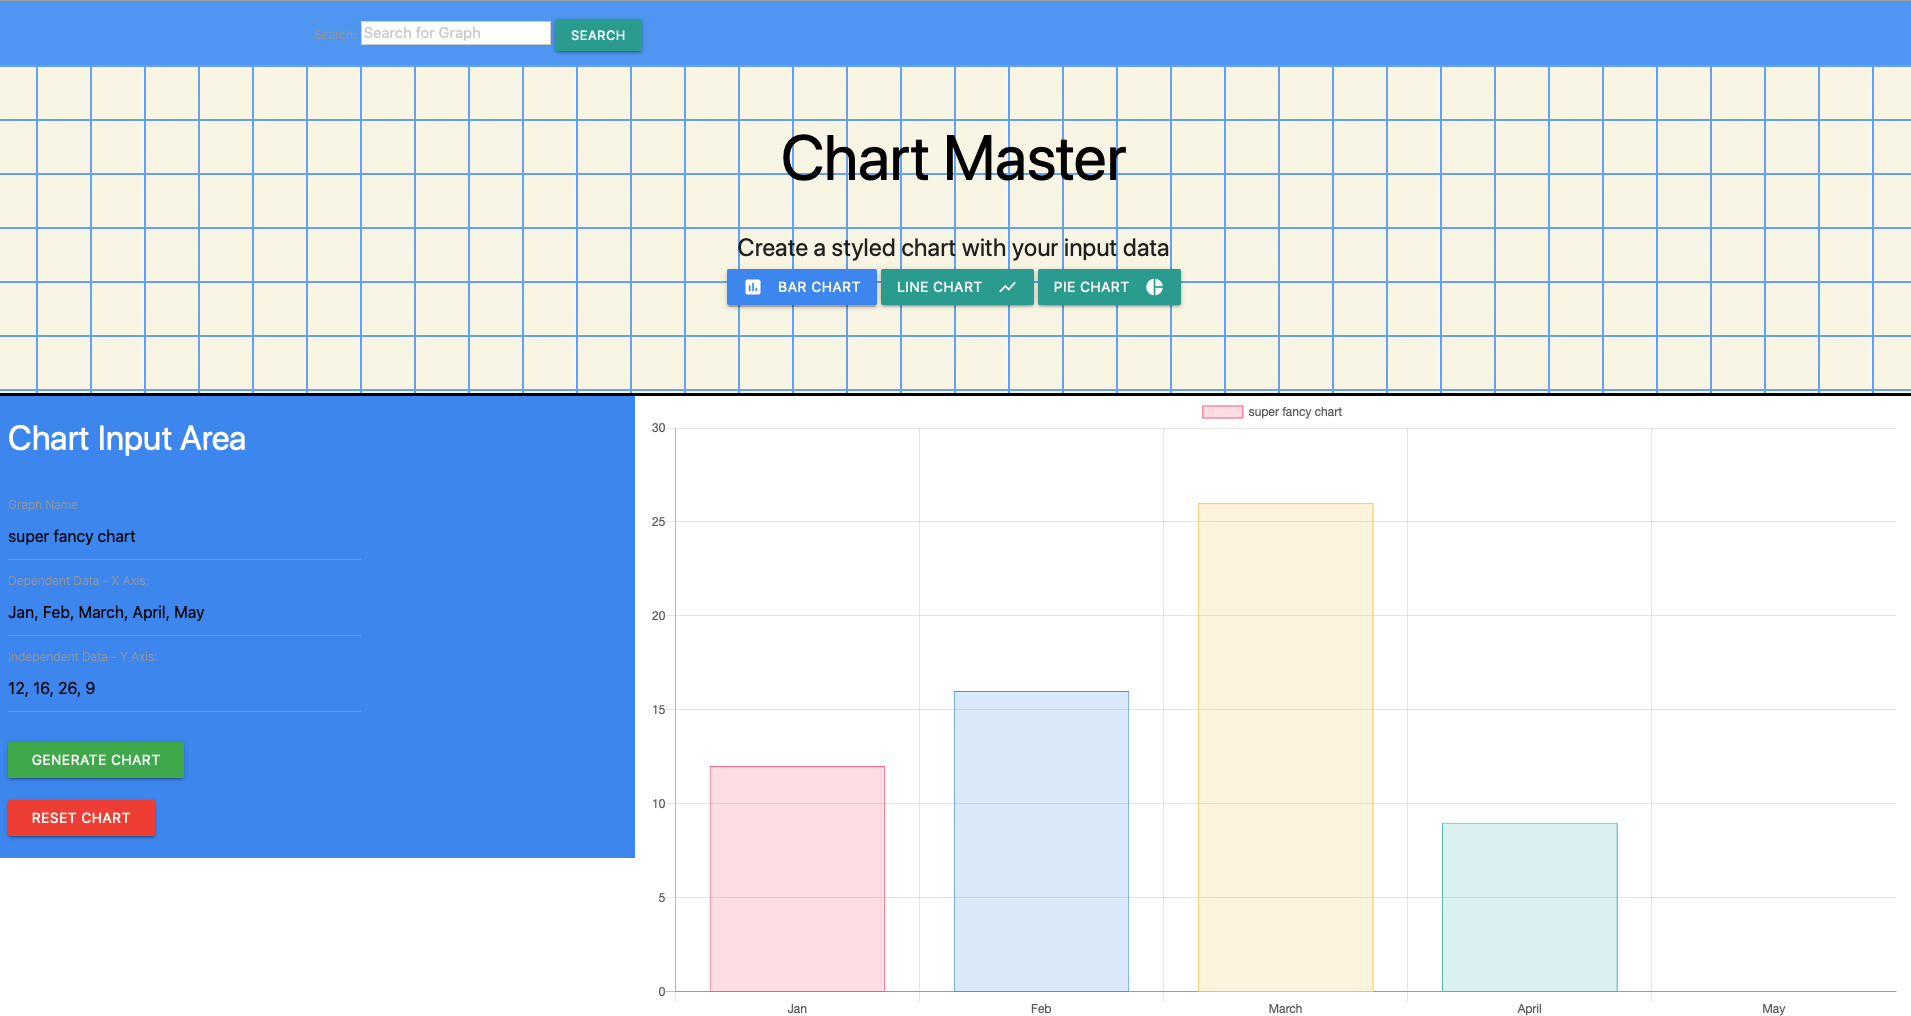 Search: Search for Graph SEARCH
Chart Master
Create a styled chart with your input data
BAR CHART LINE CHART PIE CHART
Chart Input Area
Graph Name
super fancy chart
Dependent Data - X Axis:
Jan, Feb, March, April, May
Independent Data - Y Axis:
12, 16, 26, 9
GENERATE CHART
RESET CHART
super fancy chart
30
25
20
15
10
5
0
Jan Feb March April May